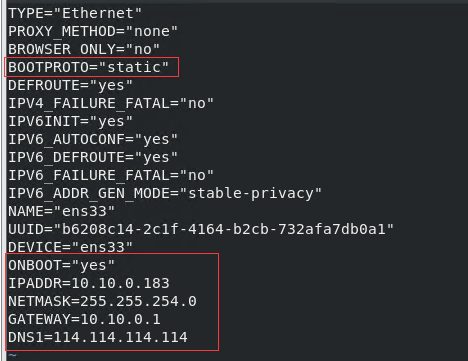 TYPE="Ethernet"
PROXY_METHOD="none"
BROWSER_ONLY="no"
BOOTPROTO="static"
DEFROUTE="yes"
IPV4_FAILURE_FATAL="no"
IPV6INIT="yes"
IPV6_AUTOCONF="yes"
IPV6_DEFROUTE="yes"
IPV6_FAILURE_FATAL="no"
IPV6_ADDR_GEN_MODE="stable-privacy"
NAME="ens33"
UUID="b6208c14-2c1f-4164-b2cb-732afa7db0a1"
DEVICE="ens33"
ONBOOT="yes"
IPADDR=10.10.0.183
NETMASK=255.255.254.0
GATEWAY=10.10.0.1
DNS1=114.114.114.114
~